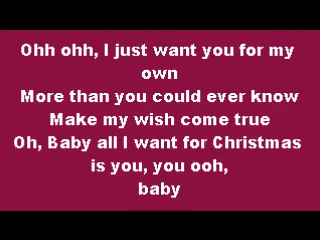 Ohh ohh, I just want you for my
own
More than you could ever know
Make my wish come true
Oh, Baby all I want for Christmas
is you, you ooh,
baby